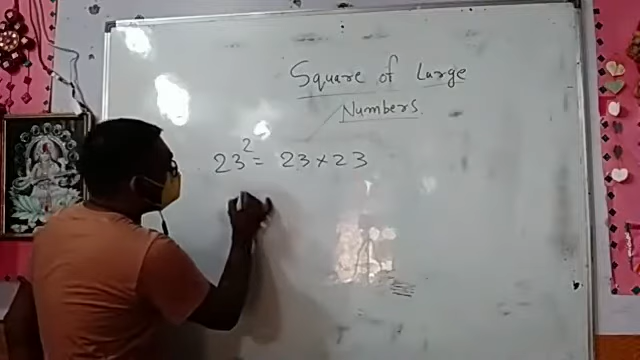 Square of Large
Numbers
23² = 23 × 23